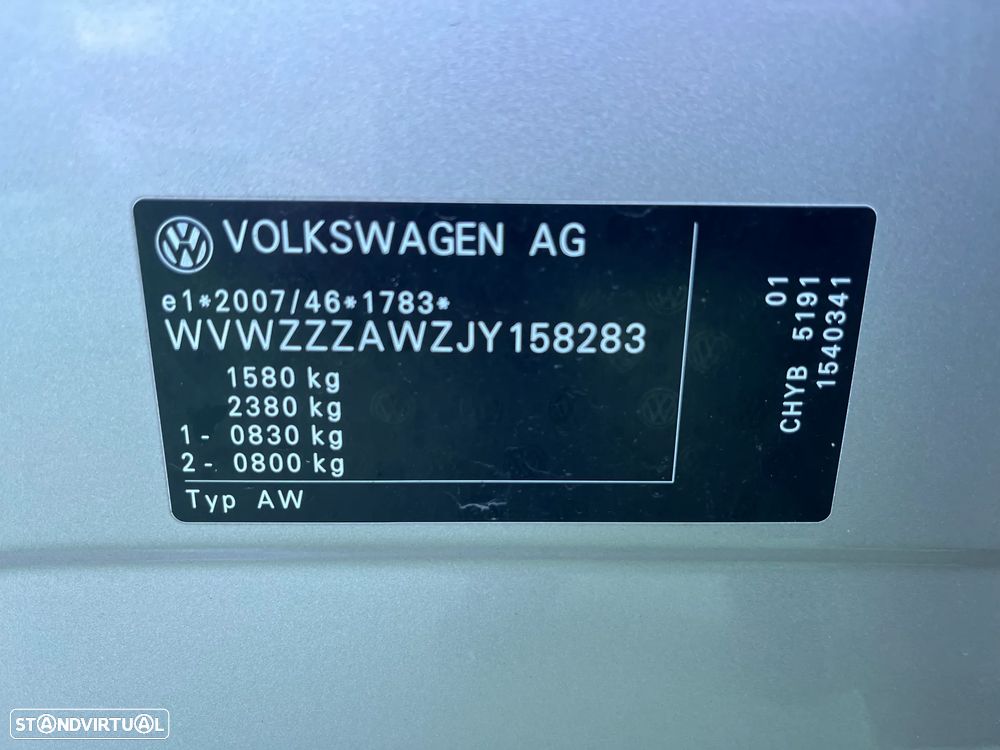 VOLKSWAGEN AG
e1*2007/46*1783*
WVWZZZAWZJY158283
1580 kg
2380 kg
1- 0830 kg
2- 0800 kg
Typ AW
01
CHYB 5191
1540341
STANDVIRTUAL